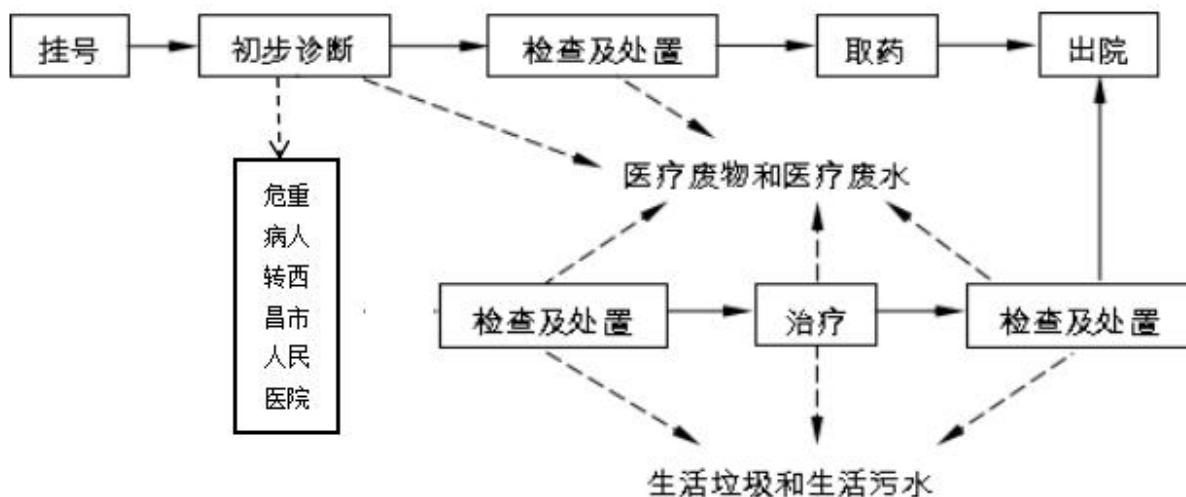 挂号
初步诊断
检查及处置
取药
出院
医疗废物和医疗废水
危重
病人
转西
昌市
人民
医院
检查及处置
治疗
检查及处置
生活垃圾和生活污水